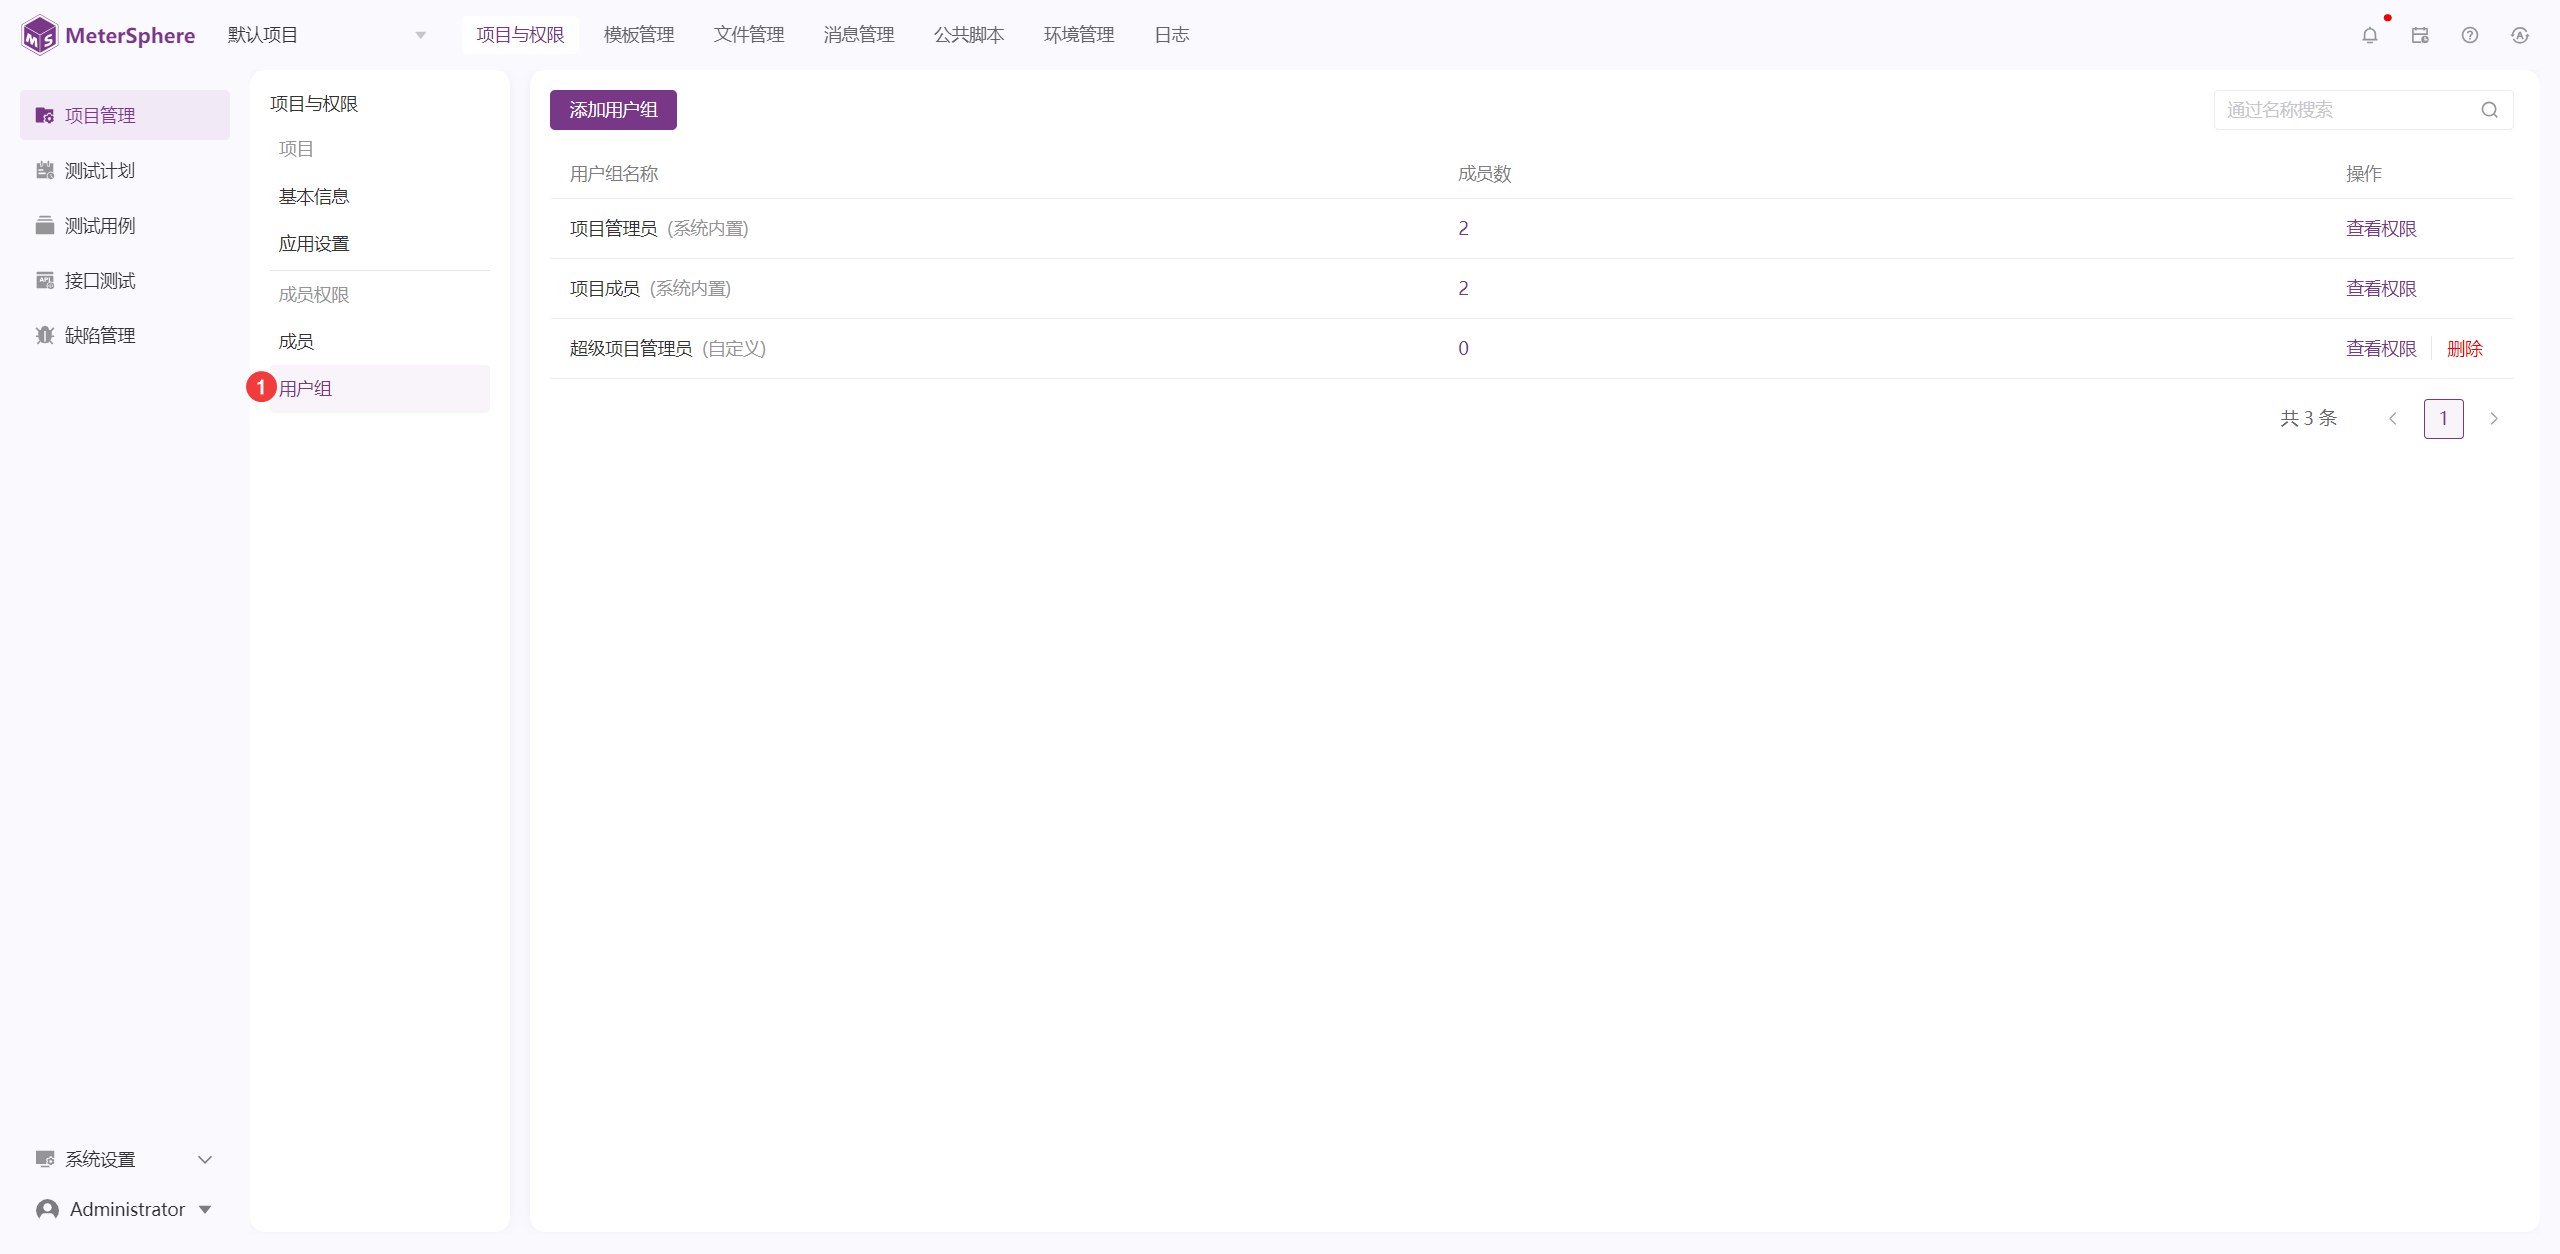 MeterSphere 默认项目 项目与权限 模板管理 文件管理 消息管理 公共脚本 环境管理 日志
项目管理
测试计划
测试用例
接口测试
缺陷管理
系统设置
Administrator
项目与权限
项目
基本信息
应用设置
成员权限
成员
1 用户组
添加用户组 通过名称搜索
用户组名称 成员数 操作
项目管理员 (系统内置) 2 查看权限
项目成员 (系统内置) 2 查看权限
超级项目管理员 (自定义) 0 查看权限 删除
共 3 条 1